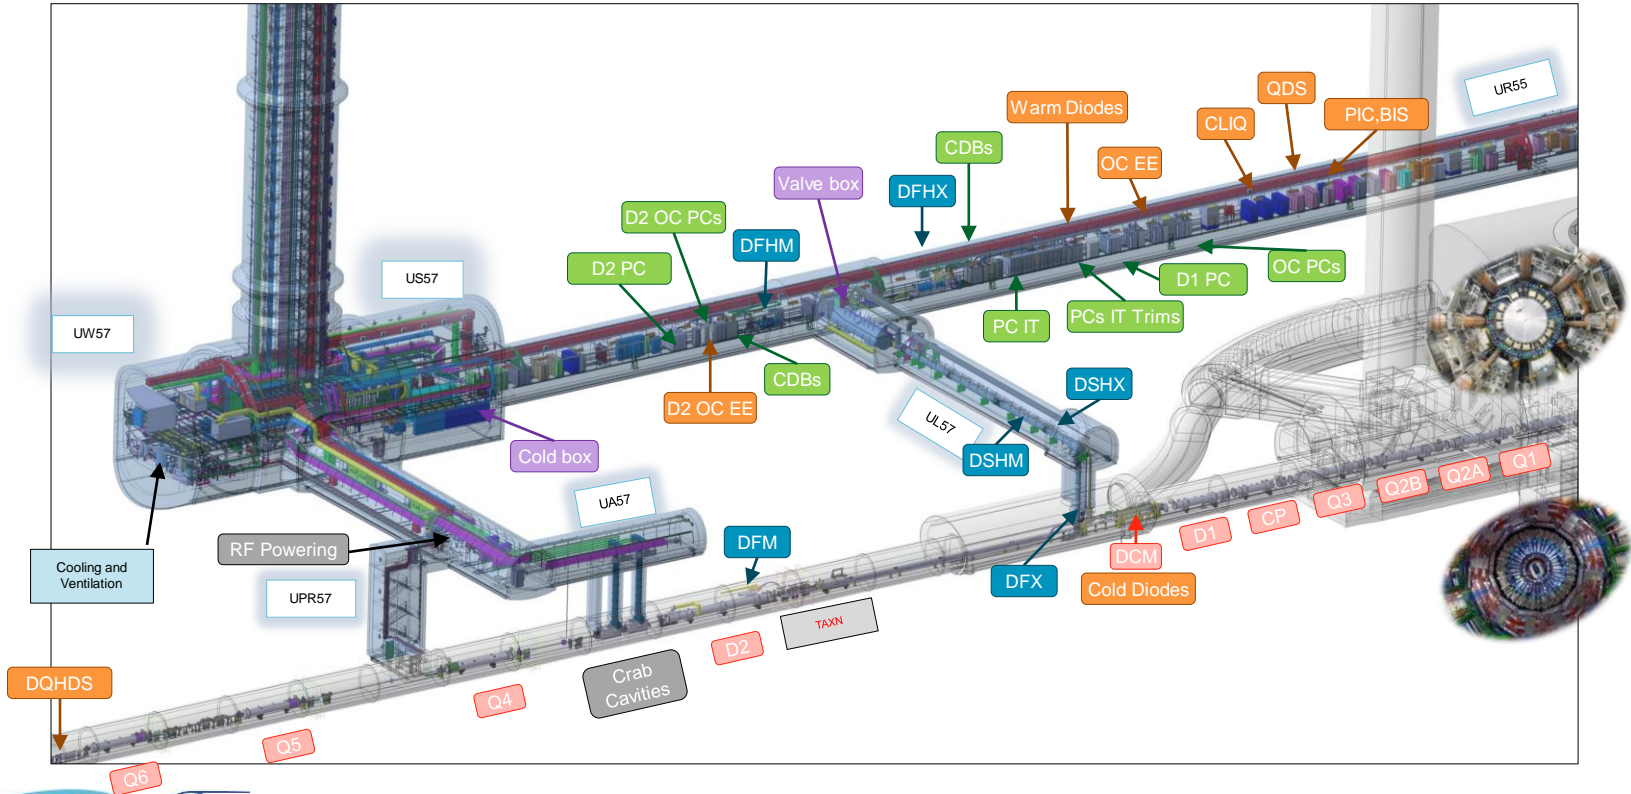 UR55
QDS
PIC,BIS
Warm Diodes
CLIQ
CDBs
OC EE
Valve box
DFHX
D2 OC PCs
DFHM
D2 PC
US57
UW57
OC PCs
D1 PC
PCs IT Trims
PC IT
CDBs
D2 OC EE
DSHX
UL57
DSHM
Cold box
Q1
Q2A
Q2B
Q3
CP
D1
UA57
DCM
Cold Diodes
DFX
DFM
RF Powering
Cooling and
Ventilation
UPR57
TAXN
D2
Crab
Cavities
DQHDS
Q4
Q5
Q6